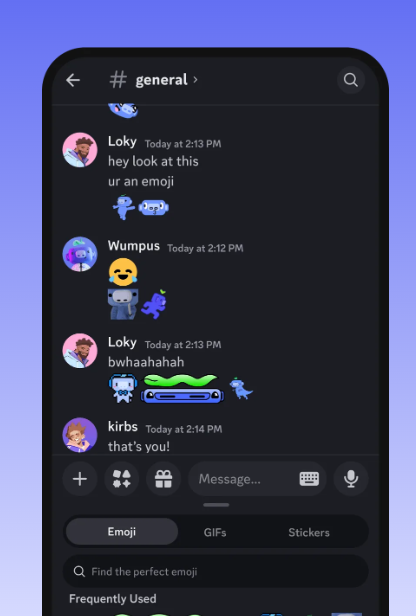 # general ›
Loky Today at 2:13 PM
hey look at this
ur an emoji
Wumpus Today at 2:12 PM
Loky Today at 2:13 PM
bwhaahahah
kirbs Today at 2:14 PM
that's you!
Message...
Emoji GIFs Stickers
Find the perfect emoji
Frequently Used